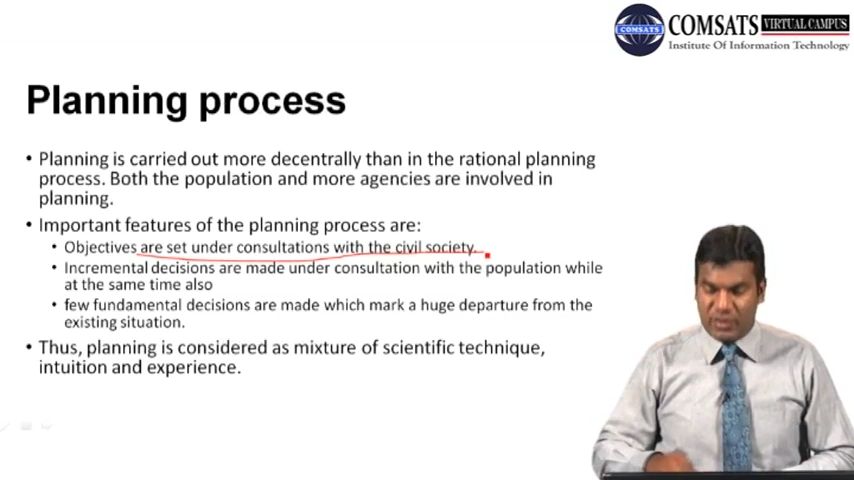 COMSATS
COMSATS VIRTUAL CAMPUS
Institute Of Information Technology
Planning process
• Planning is carried out more decentrally than in the rational planning
process. Both the population and more agencies are involved in
planning.
• Important features of the planning process are:
• Objectives are set under consultations with the civil society.
• Incremental decisions are made under consultation with the population while
at the same time also
• few fundamental decisions are made which mark a huge departure from the
existing situation.
• Thus, planning is considered as mixture of scientific technique,
intuition and experience.